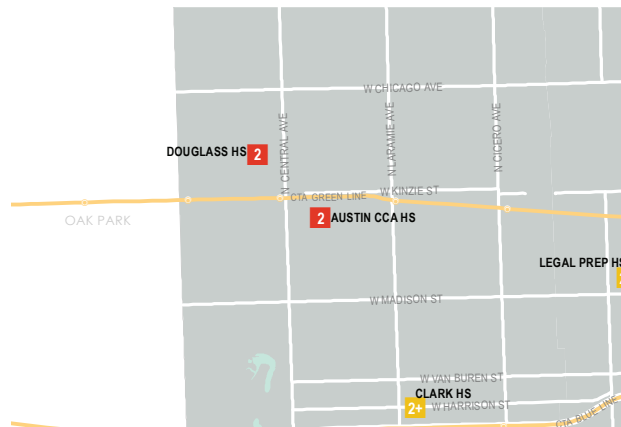 W CHICAGO AVE
N CENTRAL AVE
N LARAMIE AVE
N CICERO AVE
DOUGLASS HS 2
W KINZIE ST
CTA GREEN LINE
OAK PARK
2 AUSTIN CCA HS
LEGAL PREP HS
W MADISON ST
W VAN BUREN ST
CLARK HS
2+ W HARRISON ST
CTA BLUE LINE